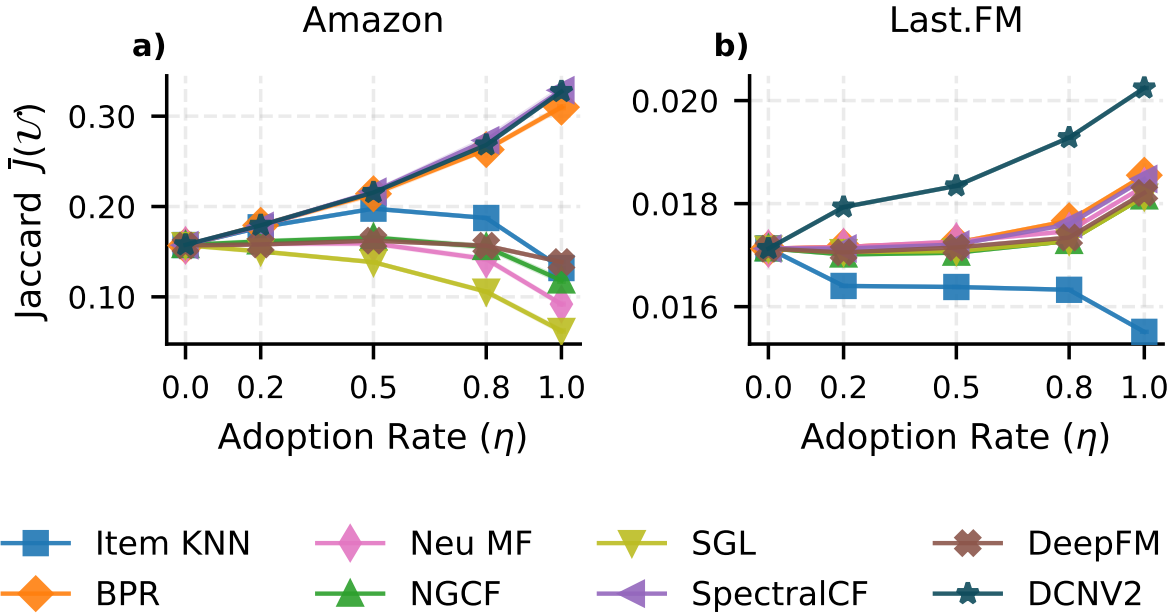 Amazon
Last.FM
a)
b)
Jaccard J̄(𝒰)
0.30
0.20
0.10
0.020
0.018
0.016
0.0 0.2 0.5 0.8 1.0
0.0 0.2 0.5 0.8 1.0
Adoption Rate (η)
Adoption Rate (η)
Item KNN Neu MF SGL DeepFM
BPR NGCF SpectralCF DCNV2